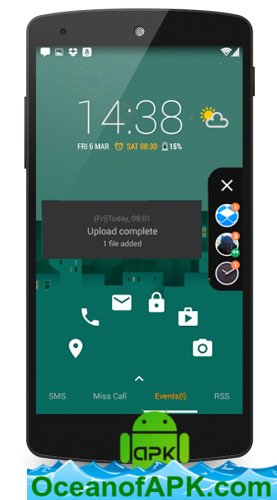 14:38
FRI 6 MAR SAT 08:30 15%
(Fri)Today, 09:01
Upload complete
1 file added
SMS Miss Call Events(!) RSS
apk
OceanofAPK.com